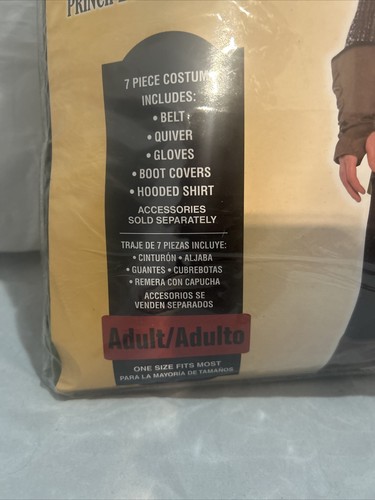 7 PIECE COSTUME
INCLUDES:
• BELT
• QUIVER
• GLOVES
• BOOT COVERS
• HOODED SHIRT
ACCESSORIES
SOLD SEPARATELY
TRAJE DE 7 PIEZAS INCLUYE:
• CINTURÓN • ALJABA
• GUANTES • CUBREBOTAS
• REMERA CON CAPUCHA
ACCESORIOS SE
VENDEN SEPARADOS
Adult/Adulto
ONE SIZE FITS MOST
PARA LA MAYORÍA DE TAMAÑOS